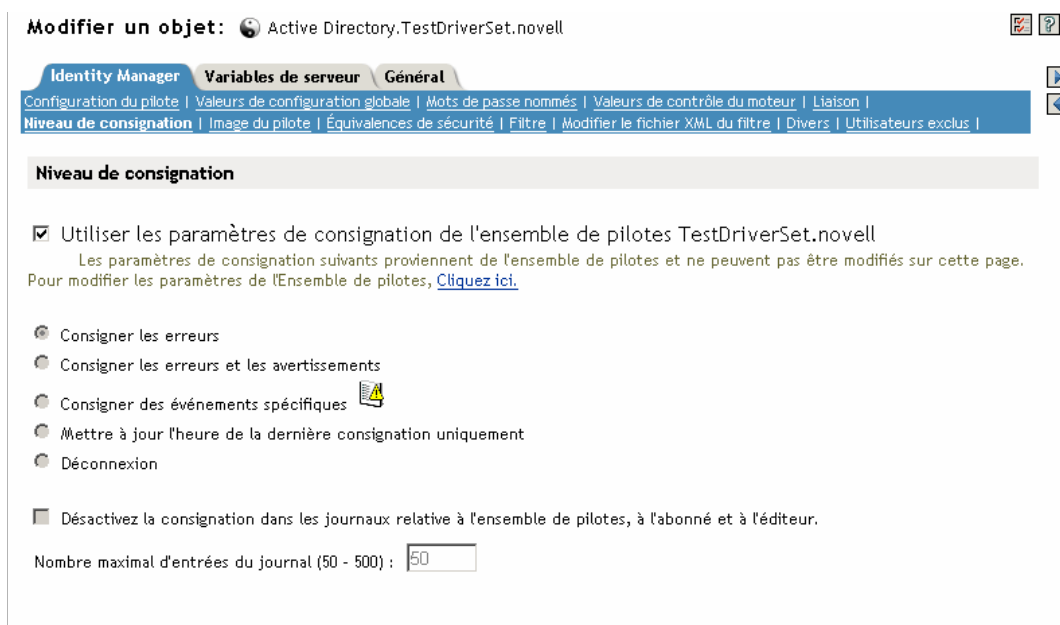 Modifier un objet: Active Directory.TestDriverSet.novell
Identity Manager Variables de serveur Général
Configuration du pilote | Valeurs de configuration globale | Mots de passe nommés | Valeurs de contrôle du moteur | Liaison |
Niveau de consignation | Image du pilote | Équivalences de sécurité | Filtre | Modifier le fichier XML du filtre | Divers | Utilisateurs exclus |
Niveau de consignation
Utiliser les paramètres de consignation de l'ensemble de pilotes TestDriverSet.novell
Les paramètres de consignation suivants proviennent de l'ensemble de pilotes et ne peuvent pas être modifiés sur cette page.
Pour modifier les paramètres de l'Ensemble de pilotes, Cliquez ici.
Consigner les erreurs
Consigner les erreurs et les avertissements
Consigner des événements spécifiques
Mettre à jour l'heure de la dernière consignation uniquement
Déconnexion
Désactivez la consignation dans les journaux relative à l'ensemble de pilotes, à l'abonné et à l'éditeur.
Nombre maximal d'entrées du journal (50 - 500) : 50